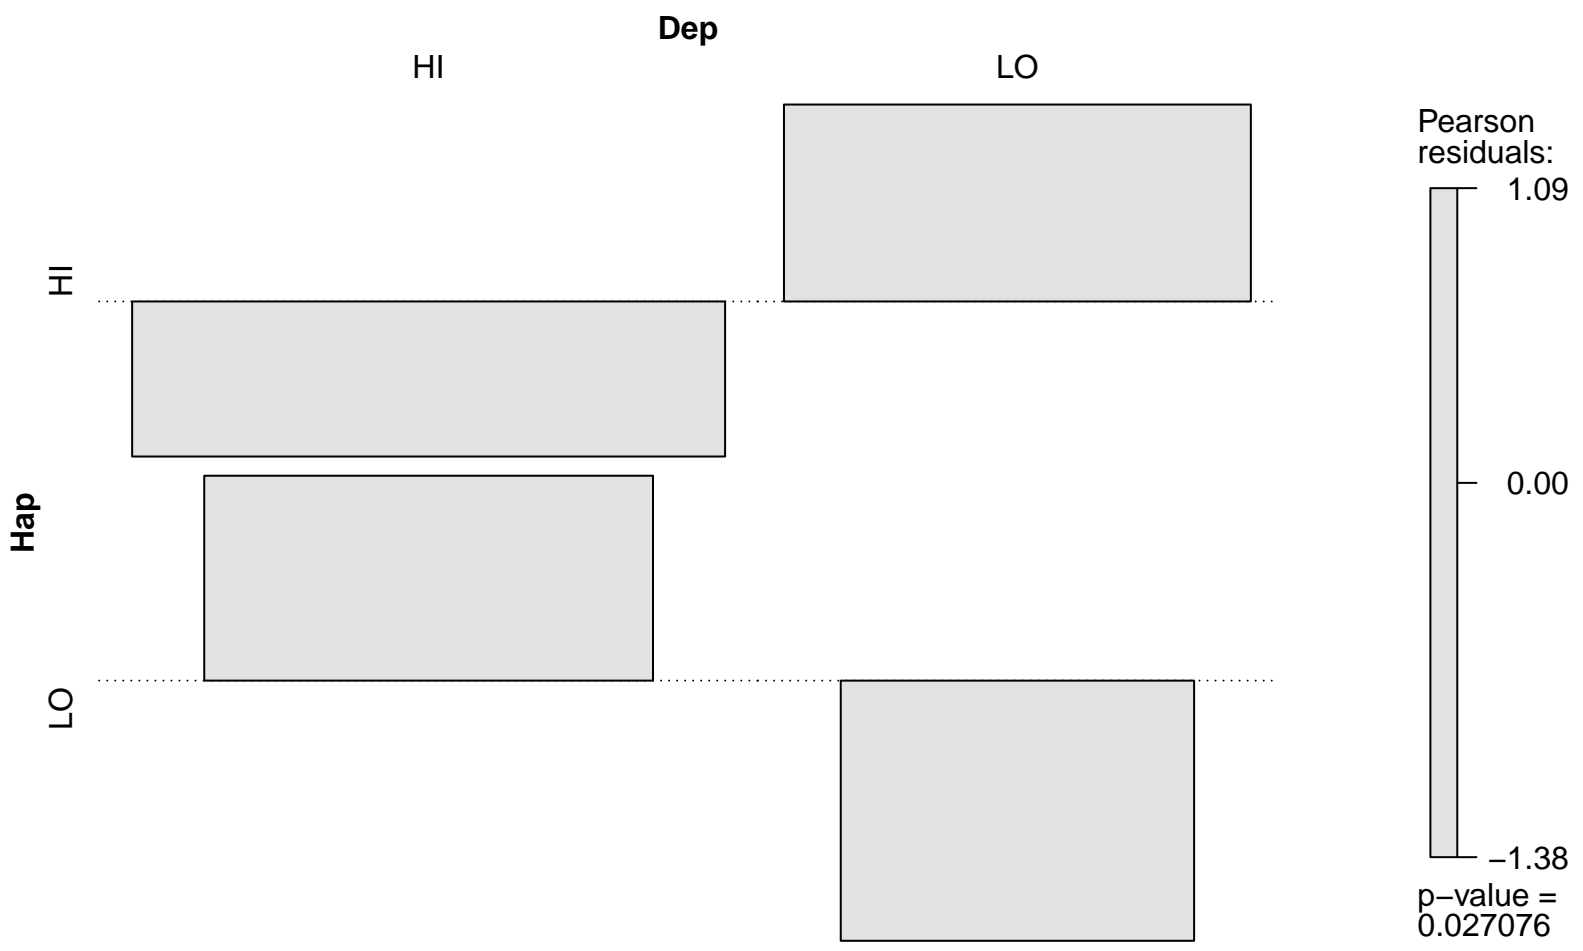 Dep
HI
LO
HI
Hap
LO
Pearson
residuals:
1.09
0.00
−1.38
p−value =
0.027076